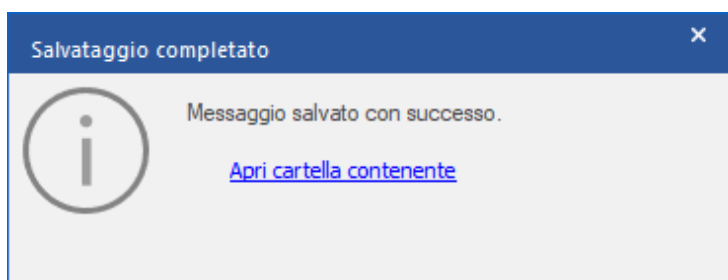 Salvataggio completato
Messaggio salvato con successo.
Apri cartella contenente